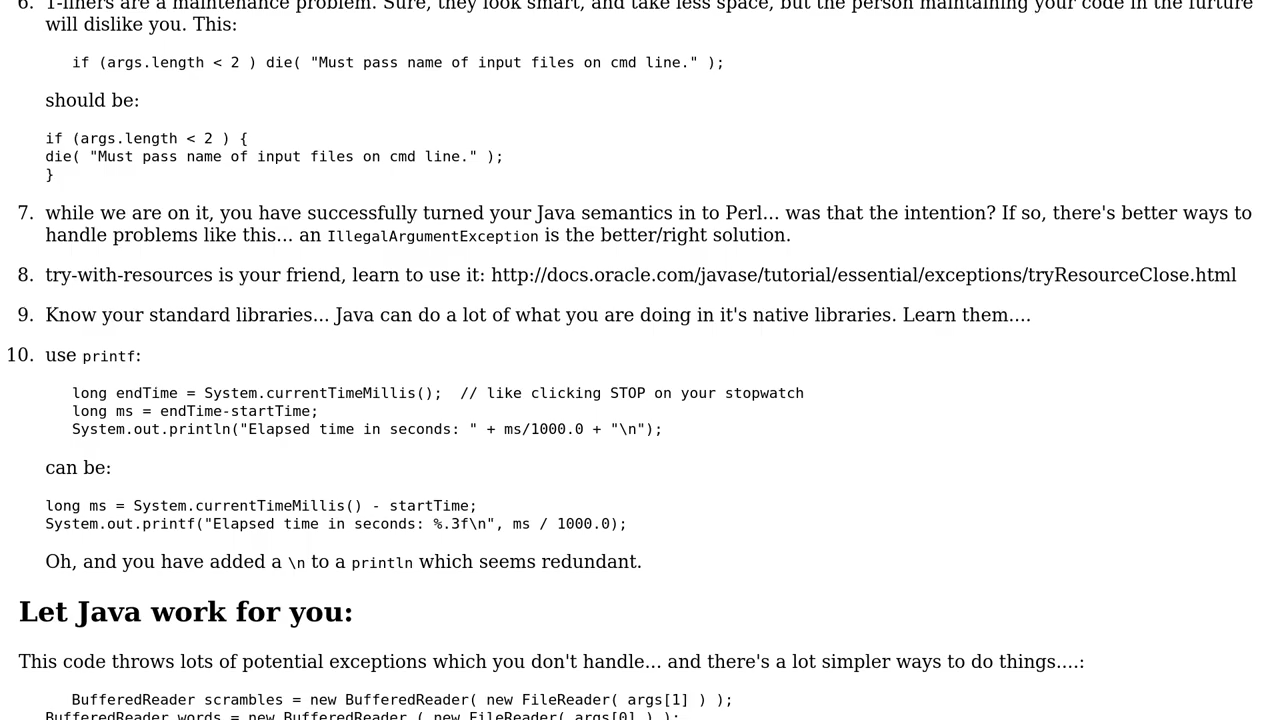 6. 1-liners are a maintenance problem. Sure, they look smart, and take less space, but the person maintaining your code in the furture
will dislike you. This:
if (args.length < 2 ) die( "Must pass name of input files on cmd line." );
should be:
if (args.length < 2 ) {
die( "Must pass name of input files on cmd line." );
}
7. while we are on it, you have successfully turned your Java semantics in to Perl... was that the intention? If so, there's better ways to
handle problems like this... an IllegalArgumentException is the better/right solution.
8. try-with-resources is your friend, learn to use it: http://docs.oracle.com/javase/tutorial/essential/exceptions/tryResourceClose.html
9. Know your standard libraries... Java can do a lot of what you are doing in it's native libraries. Learn them....
10. use printf:
long endTime = System.currentTimeMillis();  // like clicking STOP on your stopwatch
long ms = endTime-startTime;
System.out.println("Elapsed time in seconds: " + ms/1000.0 + "\n");
can be:
long ms = System.currentTimeMillis() - startTime;
System.out.printf("Elapsed time in seconds: %.3f\n", ms / 1000.0);
Oh, and you have added a \n to a println which seems redundant.
Let Java work for you:
This code throws lots of potential exceptions which you don't handle... and there's a lot simpler ways to do things....:
BufferedReader scrambles = new BufferedReader( new FileReader( args[1] ) );
BufferedReader words = new BufferedReader ( new FileReader( args[0] ) );